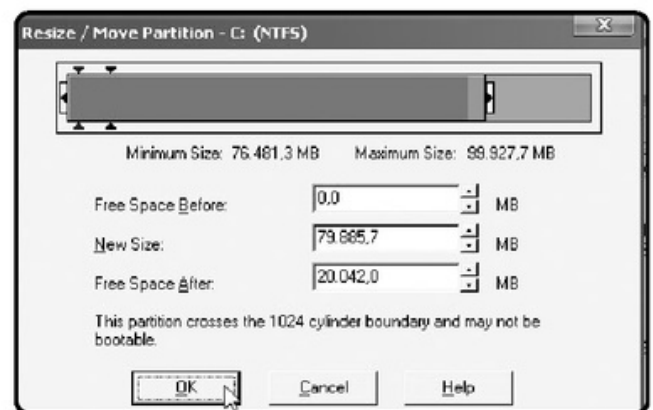 Resize / Move Partition - C: (NTFS)
Minimum Size: 76.481,3 MB Maximum Size: 99.927,7 MB
Free Space Before: 0,0 MB
New Size: 79.885,7 MB
Free Space After: 20.042,0 MB
This partition crosses the 1024 cylinder boundary and may not be
bootable.
OK Cancel Help